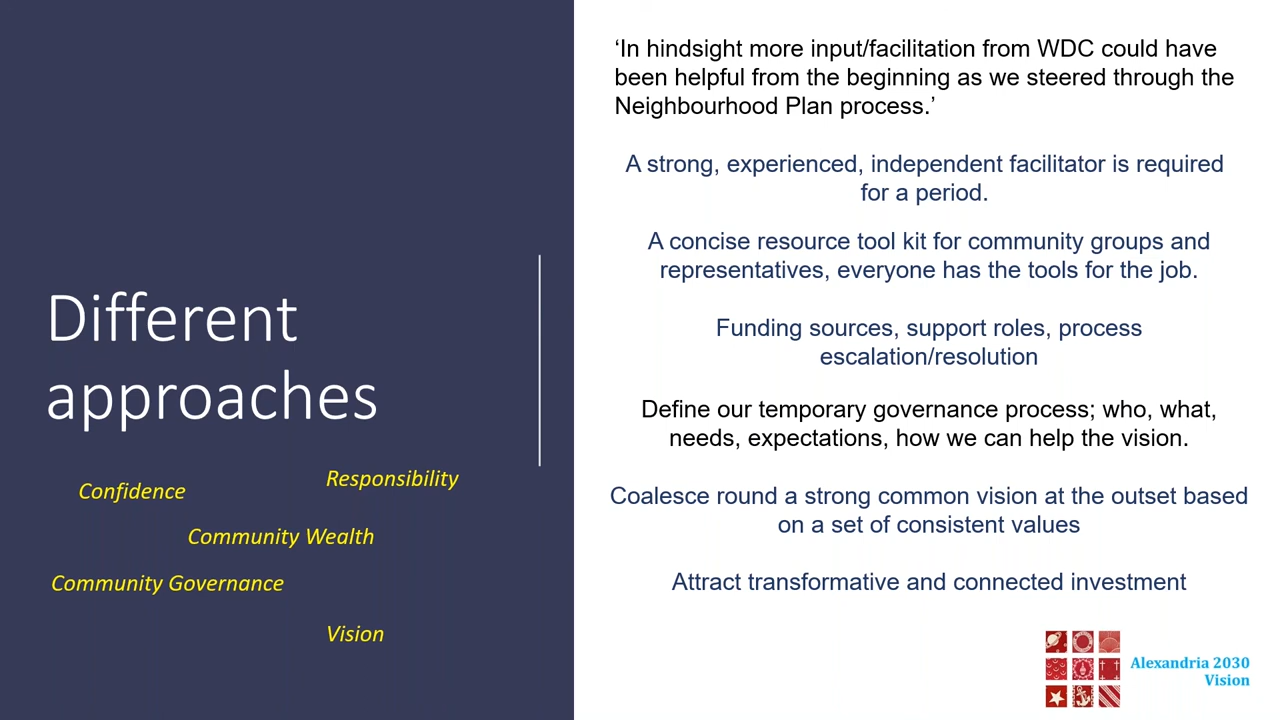 Different
approaches
Confidence
Responsibility
Community Wealth
Community Governance
Vision
‘In hindsight more input/facilitation from WDC could have
been helpful from the beginning as we steered through the
Neighbourhood Plan process.’
A strong, experienced, independent facilitator is required
for a period.
A concise resource tool kit for community groups and
representatives, everyone has the tools for the job.
Funding sources, support roles, process
escalation/resolution
Define our temporary governance process; who, what,
needs, expectations, how we can help the vision.
Coalesce round a strong common vision at the outset based
on a set of consistent values
Attract transformative and connected investment
Alexandria 2030
Vision